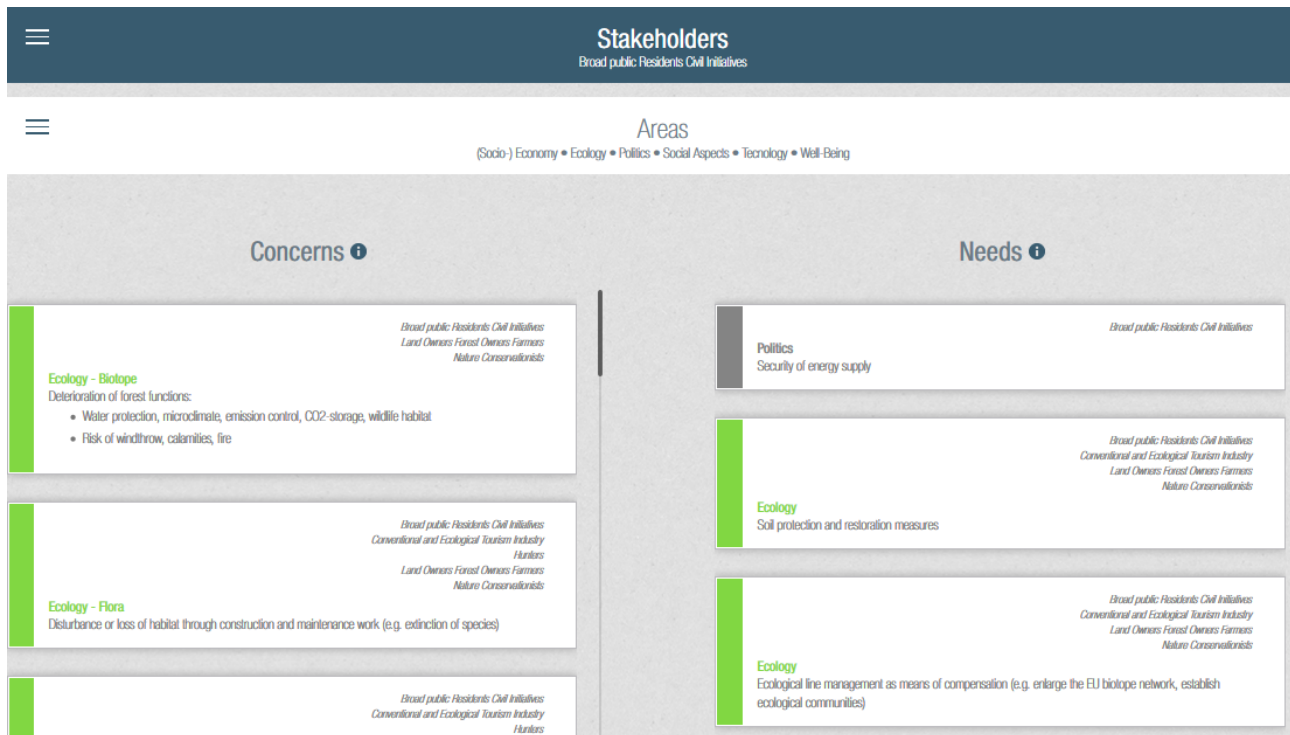 Stakeholders
Broad public Residents Civil Initiatives
Areas
(Socio-) Economy • Ecology • Politics • Social Aspects • Tecnology • Well-Being
Concerns
Broad public Residents Civil Initiatives
Land Owners Forest Owners Farmers
Nature Conservationists
Ecology - Biotope
Deterioration of forest functions:
• Water protection, microclimate, emission control, CO2-storage, wildlife habitat
• Risk of windthrow, calamities, fire
Broad public Residents Civil Initiatives
Conventional and Ecological Tourism Industry
Hunters
Land Owners Forest Owners Farmers
Nature Conservationists
Ecology - Flora
Disturbance or loss of habitat through construction and maintenance work (e.g. extinction of species)
Broad public Residents Civil Initiatives
Conventional and Ecological Tourism Industry
Hunters
Needs
Broad public Residents Civil Initiatives
Politics
Security of energy supply
Broad public Residents Civil Initiatives
Conventional and Ecological Tourism Industry
Land Owners Forest Owners Farmers
Nature Conservationists
Ecology
Soil protection and restoration measures
Broad public Residents Civil Initiatives
Conventional and Ecological Tourism Industry
Land Owners Forest Owners Farmers
Nature Conservationists
Ecology
Ecological line management as means of compensation (e.g. enlarge the EU biotope network, establish
ecological communities)